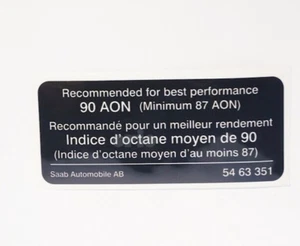 Recommended for best performance
90 AON (Minimum 87 AON)
Recommandé pour un meilleur rendement
Indice d'octane moyen de 90
(Indice d'octane moyen d'au moins 87)
Saab Automobile AB 54 63 351